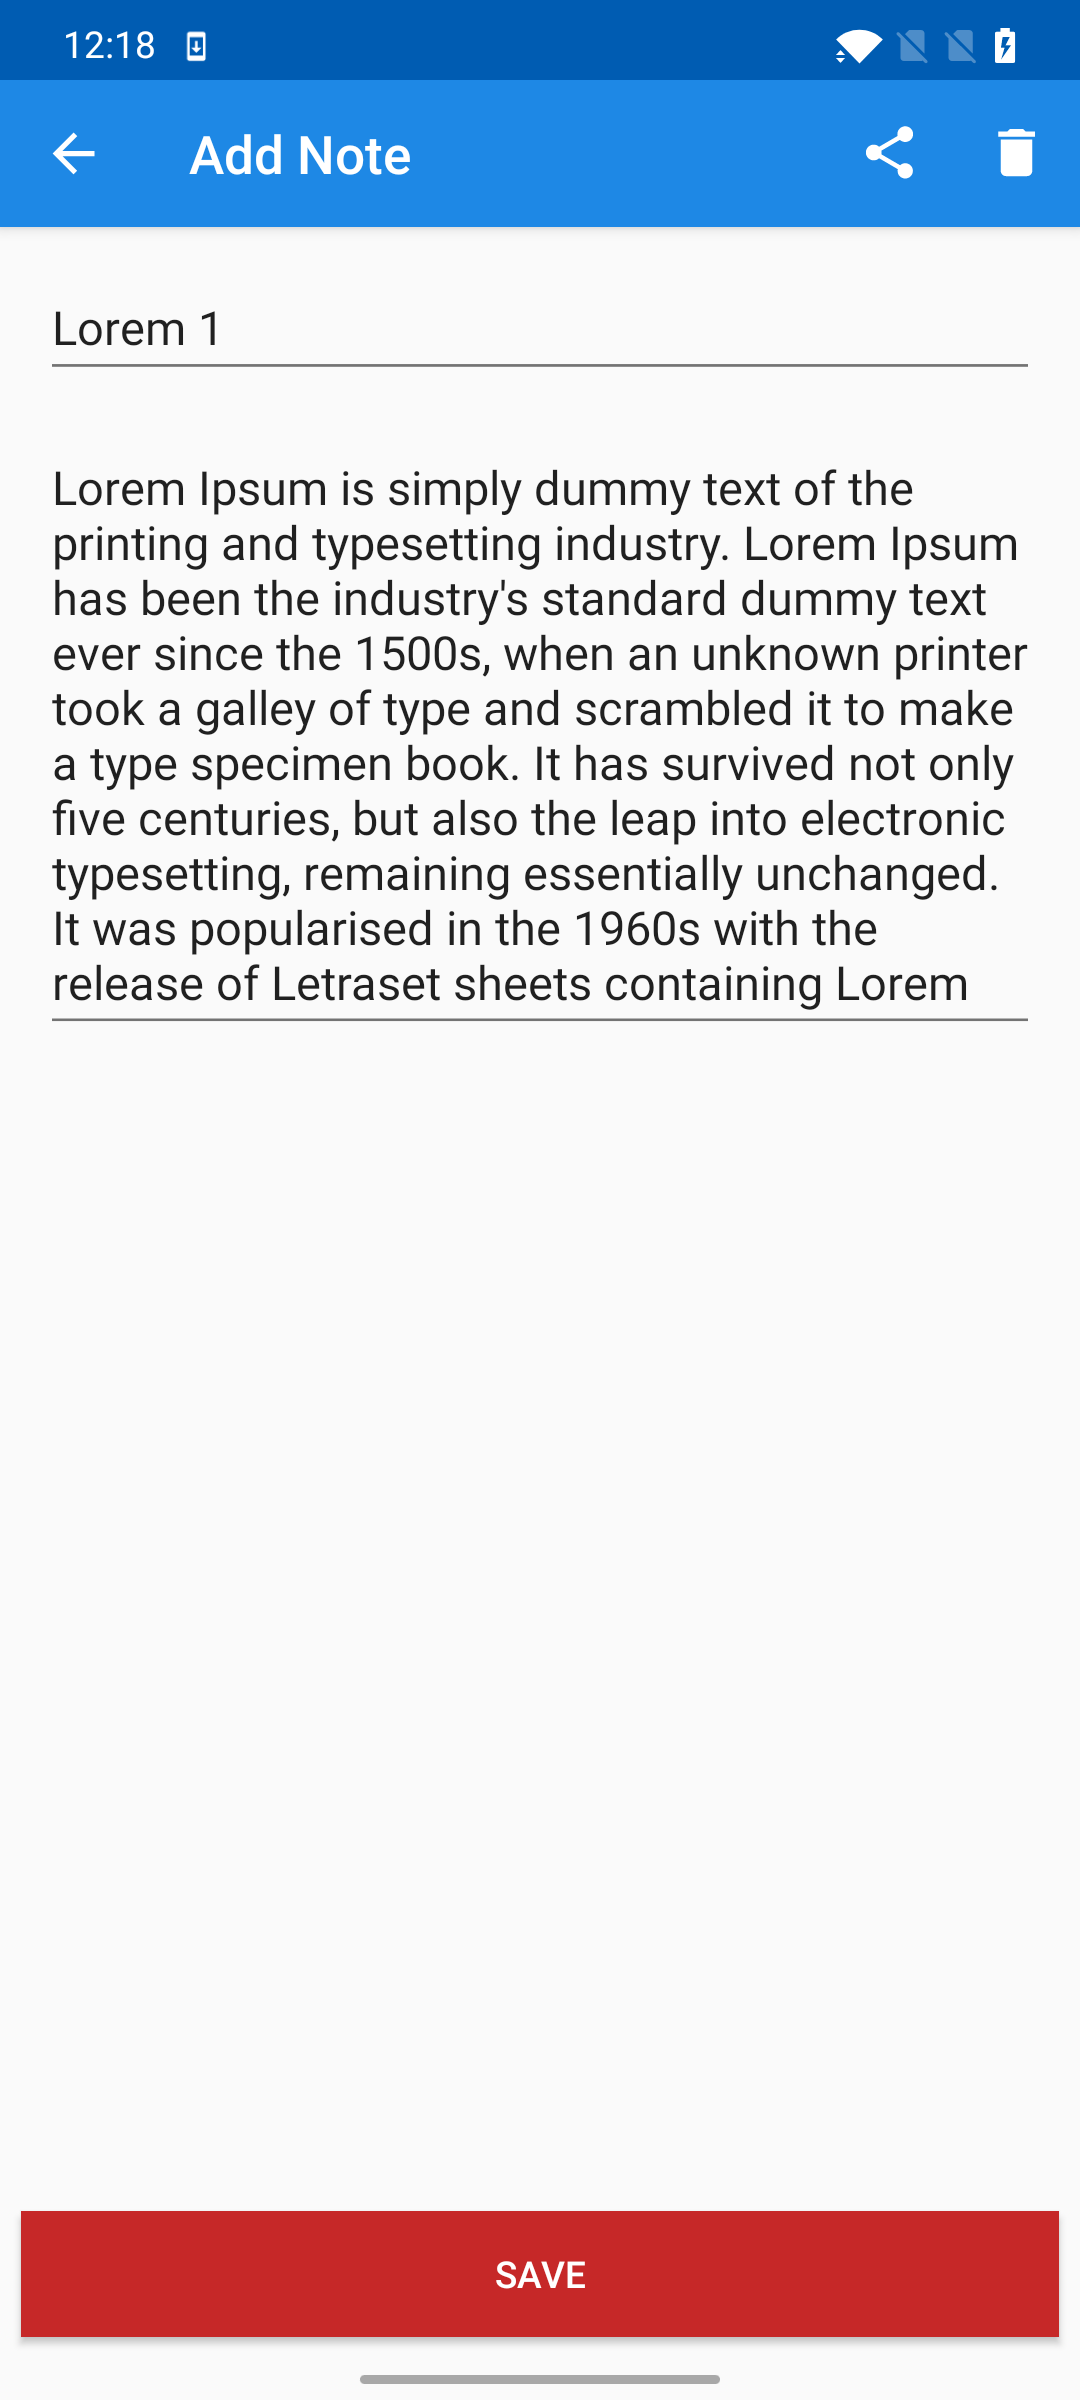 12:18
Add Note
Lorem 1
Lorem Ipsum is simply dummy text of the
printing and typesetting industry. Lorem Ipsum
has been the industry's standard dummy text
ever since the 1500s, when an unknown printer
took a galley of type and scrambled it to make
a type specimen book. It has survived not only
five centuries, but also the leap into electronic
typesetting, remaining essentially unchanged.
It was popularised in the 1960s with the
release of Letraset sheets containing Lorem
SAVE